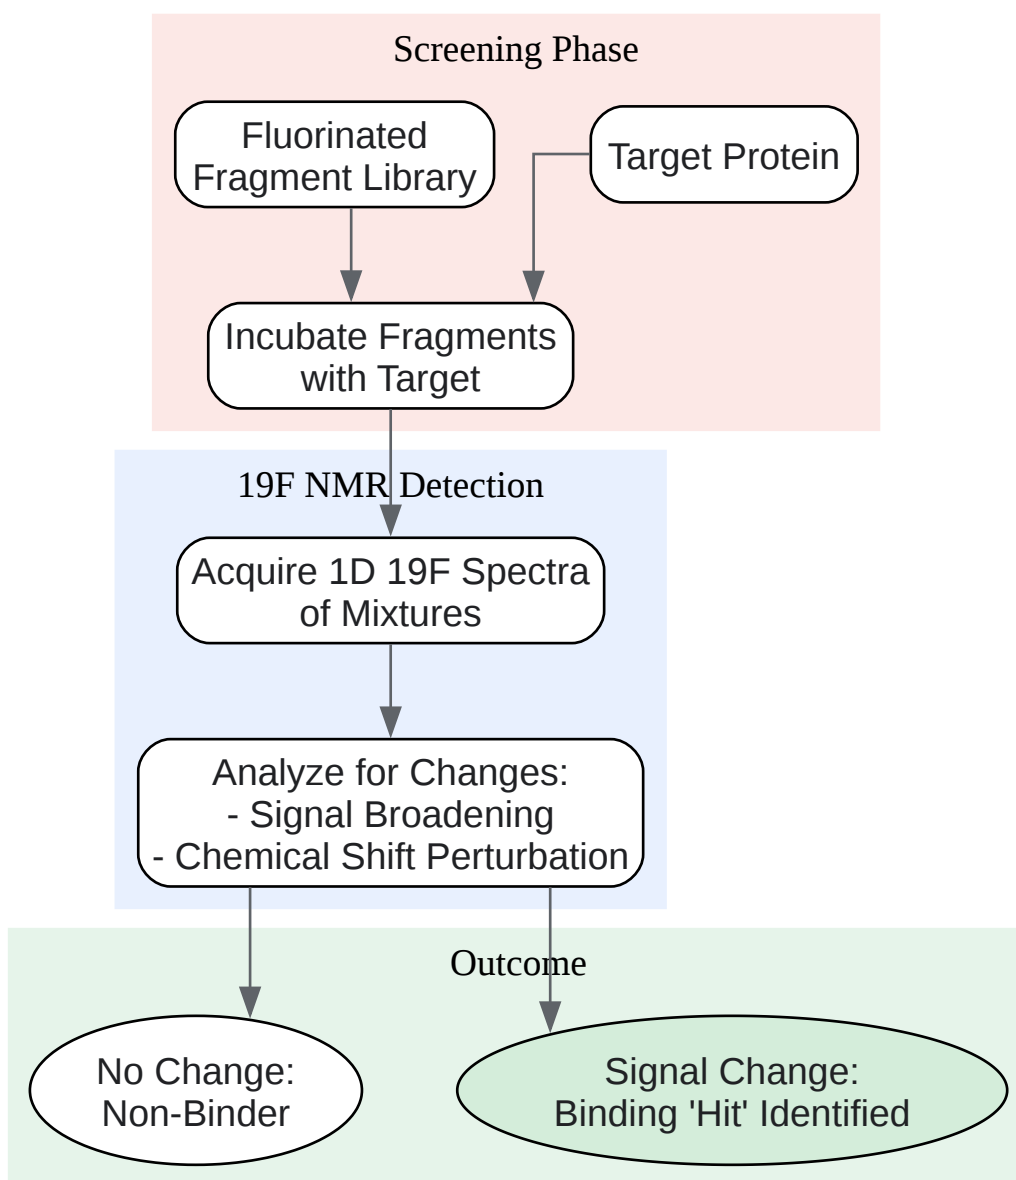 Screening Phase
Fluorinated
Fragment Library
Target Protein
Incubate Fragments
with Target
19F NMR Detection
Acquire 1D 19F Spectra
of Mixtures
Analyze for Changes:
- Signal Broadening
- Chemical Shift Perturbation
Outcome
No Change:
Non-Binder
Signal Change:
Binding 'Hit' Identified